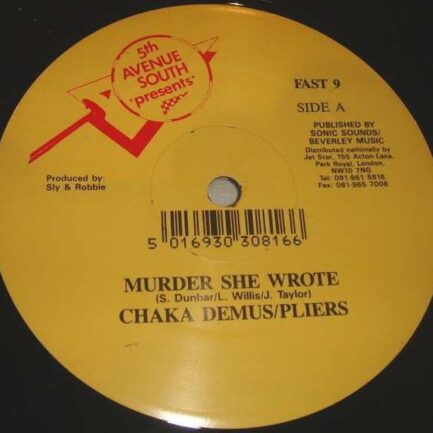 5th
AVENUE
SOUTH
"presents"
FAST 9
SIDE A
PUBLISHED BY
SONIC SOUNDS/
BEVERLEY MUSIC
Distributed nationally by
Jet Star, 155 Acton Lane,
Park Royal, London,
NW10 7NG
Tel: 081-961 5818
Fax: 081-965 7008
Produced by:
Sly & Robbie
5 016930 308166
MURDER SHE WROTE
(S. Dunbar/L. Willis/J. Taylor)
CHAKA DEMUS/PLIERS